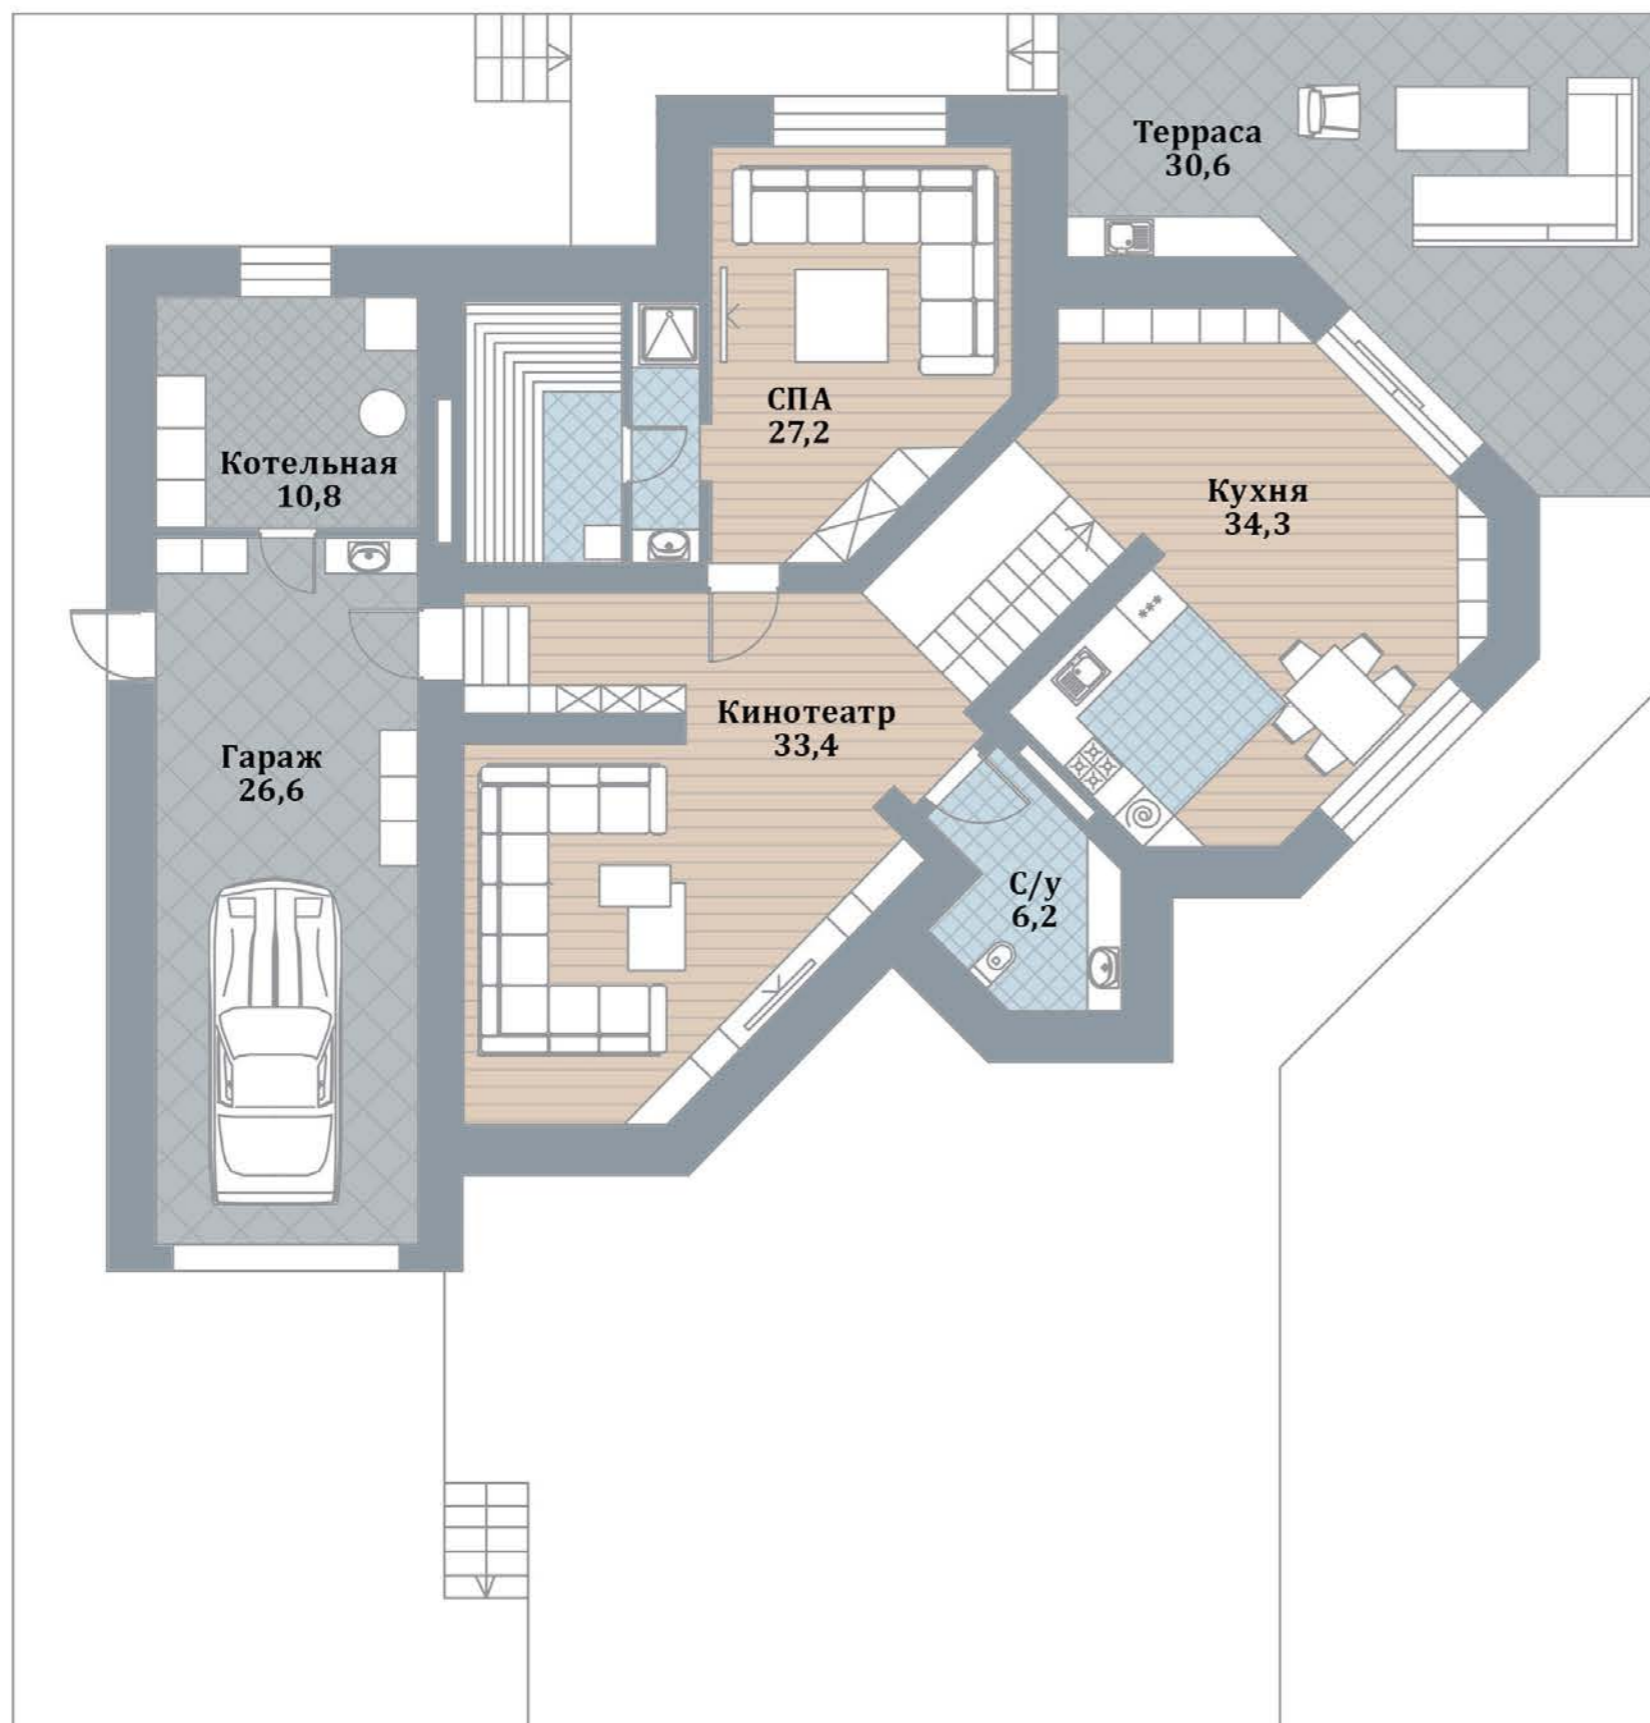 Терраса
30,6
СПА
27,2
Котельная
10,8
Кухня
34,3
Кинотеатр
33,4
Гараж
26,6
С/у
6,2